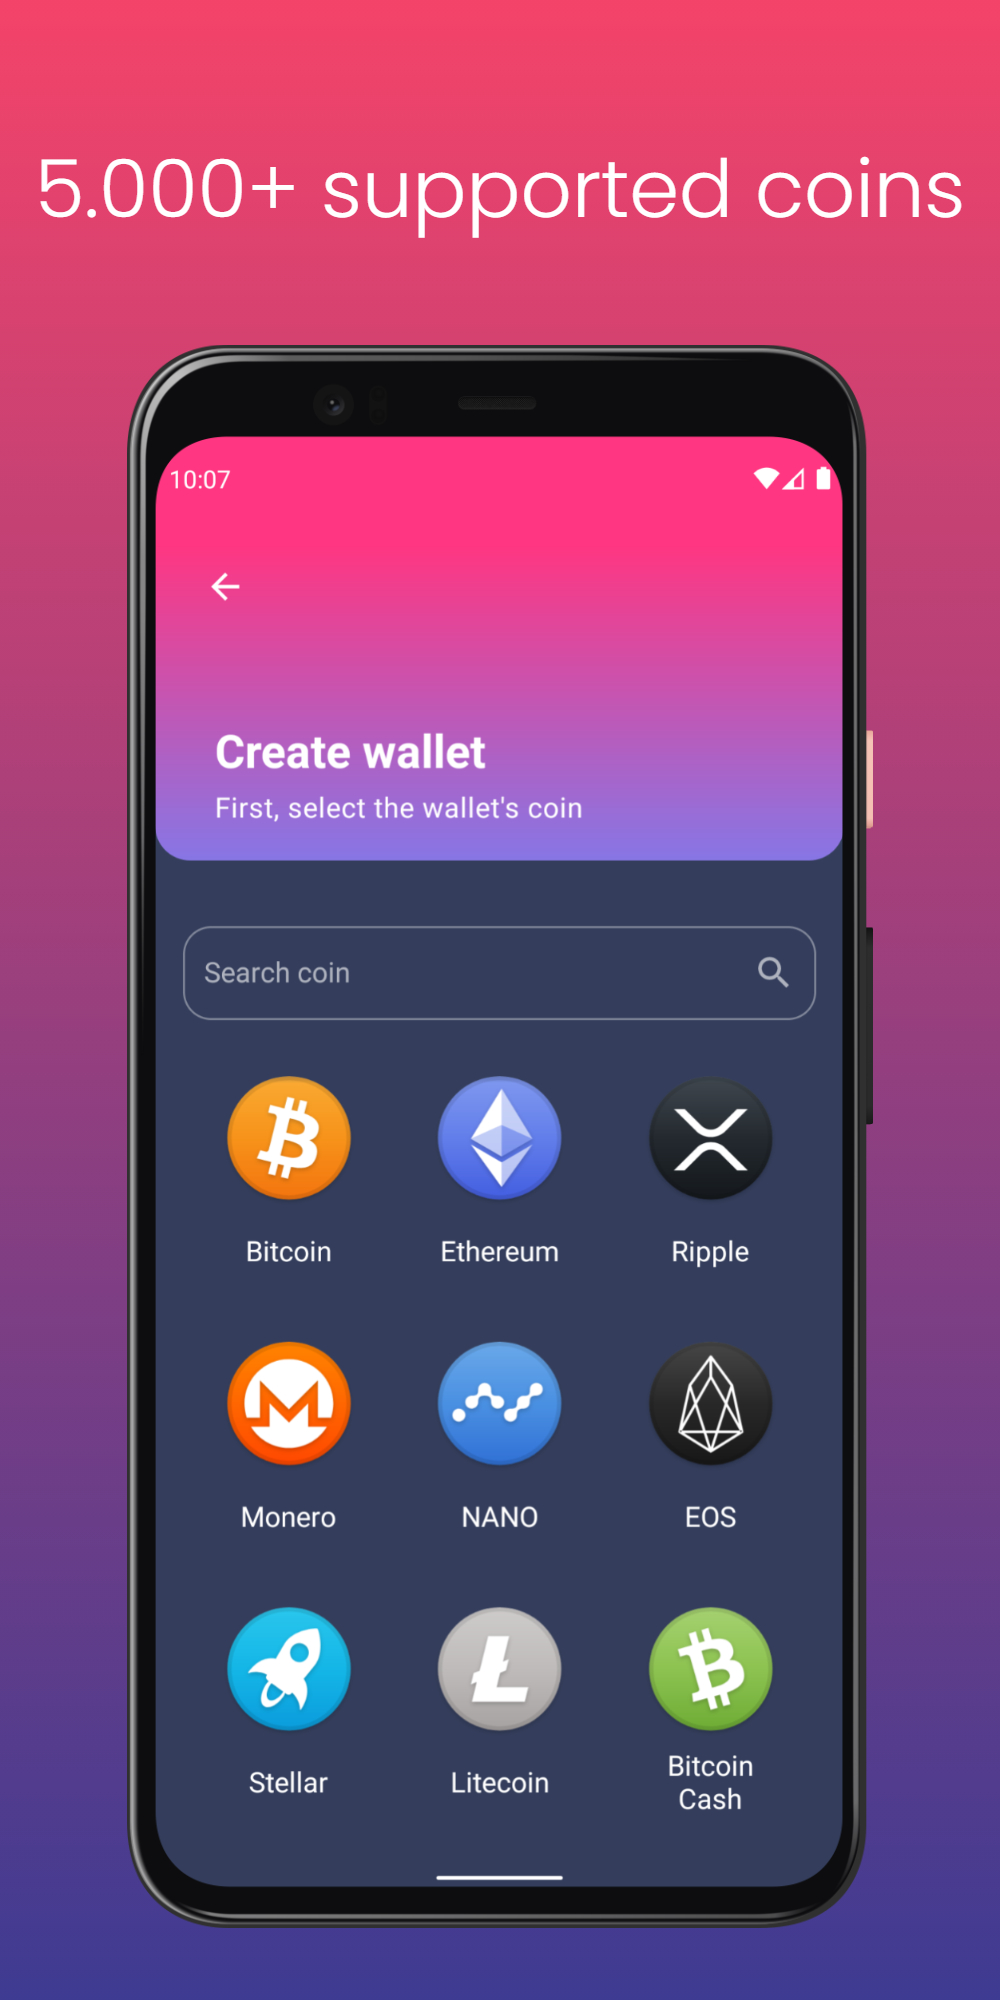 5.000+ supported coins
10:07
Create wallet
First, select the wallet's coin
Search coin
Bitcoin
Ethereum
Ripple
Monero
NANO
EOS
Stellar
Litecoin
Bitcoin
Cash